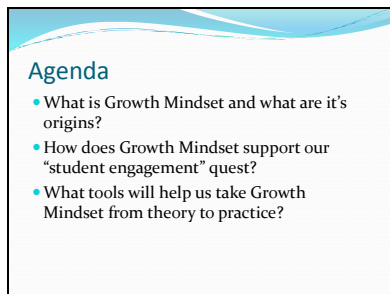 Agenda
• What is Growth Mindset and what are it's
origins?
• How does Growth Mindset support our
“student engagement” quest?
• What tools will help us take Growth
Mindset from theory to practice?